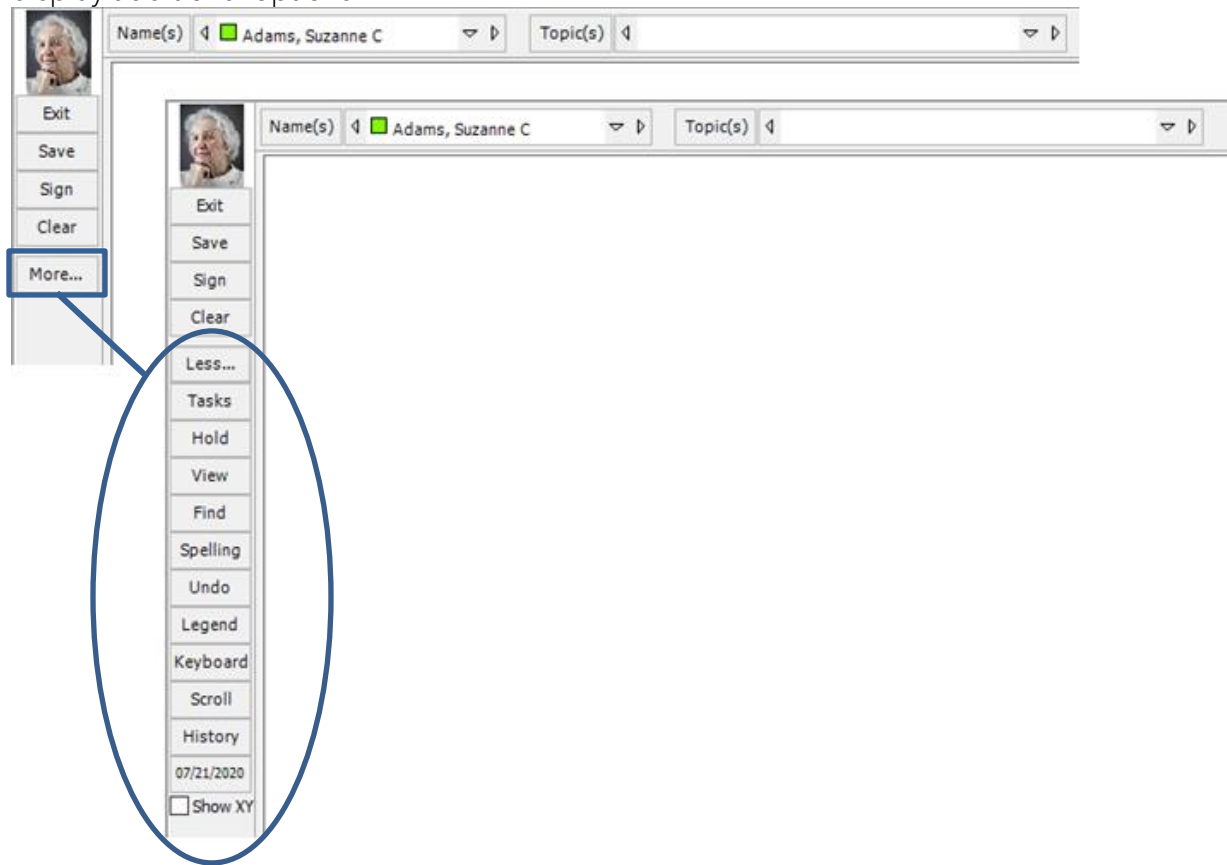 Name(s) Adams, Suzanne C Topic(s)
Exit
Save
Sign
Clear
More...
Name(s) Adams, Suzanne C Topic(s)
Exit
Save
Sign
Clear
Less...
Tasks
Hold
View
Find
Spelling
Undo
Legend
Keyboard
Scroll
History
07/21/2020
Show XY